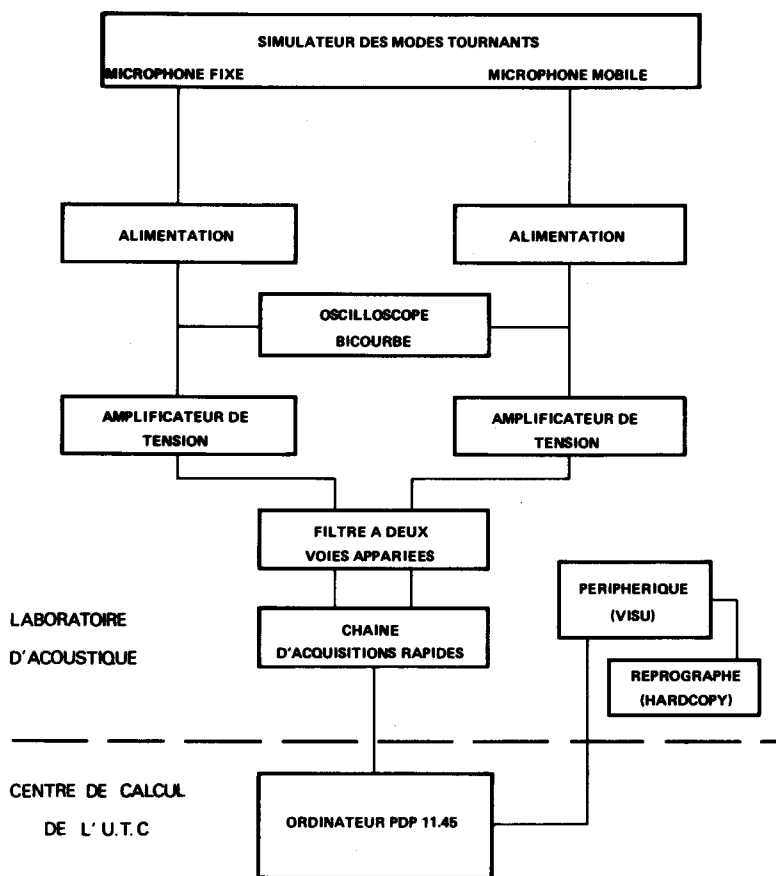 SIMULATEUR DES MODES TOURNANTS
MICROPHONE FIXE
MICROPHONE MOBILE
ALIMENTATION
ALIMENTATION
OSCILLOSCOPE
BICOURBE
AMPLIFICATEUR DE
TENSION
AMPLIFICATEUR DE
TENSION
FILTRE A DEUX
VOIES APPARIEES
PERIPHERIQUE
(VISU)
LABORATOIRE
D'ACOUSTIQUE
CHAINE
D'ACQUISITIONS RAPIDES
REPROGRAPHE
(HARDCOPY)
CENTRE DE CALCUL
DE L' U.T.C
ORDINATEUR PDP 11.45